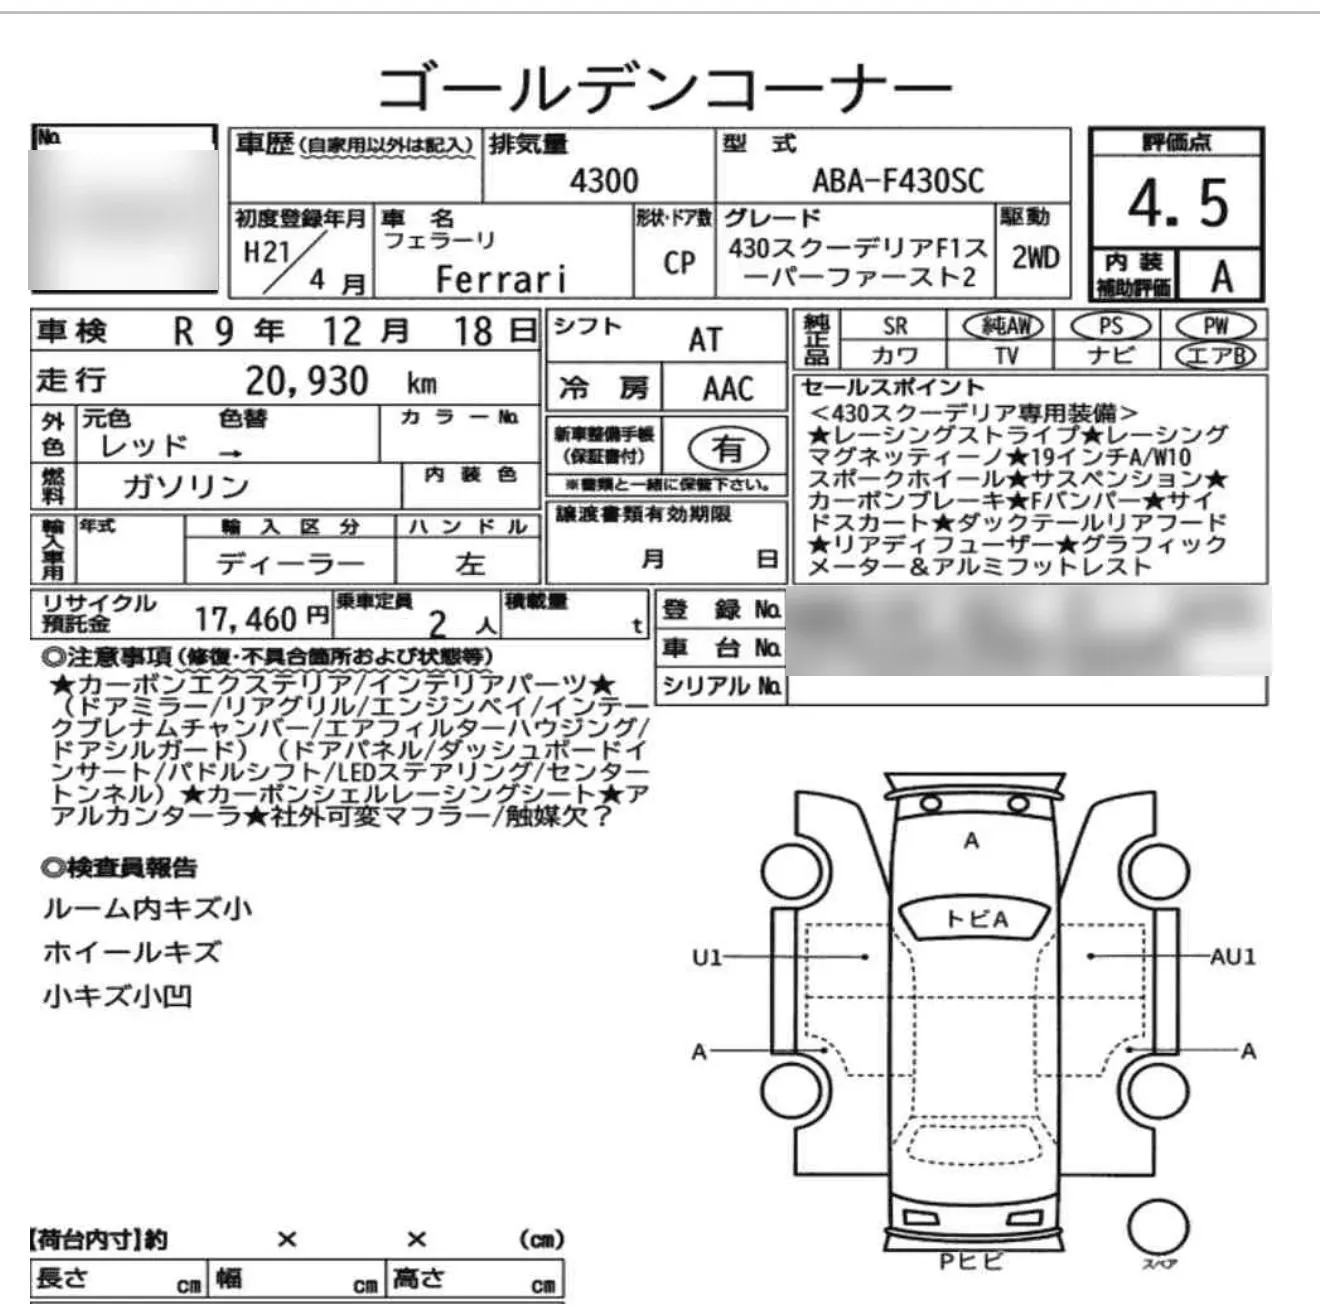 ゴールデンコーナー
No.
車歴(自家用以外は記入)
排気量
4300
型 式
ABA-F430SC
評価点
4.5
初度登録年月
H21/4月
車 名
フェラーリ
Ferrari
形状・ドア数
CP
グレード
430スクーデリアF1ス
ーパーファースト2
駆動
2WD
内装
補助評価
A
車検 R 9 年 12 月 18 日
走行 20,930 km
外色
元色 色替
レッド →
カラーNo.
燃料
ガソリン
内装色
輸入車用
年式
輸入区分
ディーラー
ハンドル
左
シフト AT
冷房 AAC
新車整備手帳
(保証書付)
有
※書類と一緒に保管下さい。
譲渡書類有効期限
月 日
純正品
SR 純AW PS PW
カワ TV ナビ エアB
セールスポイント
＜430スクーデリア専用装備＞
★レーシングストライプ★レーシング
マグネッティーノ★19インチA/W10
スポークホイール★サスペンション★
カーボンブレーキ★Fバンパー★サイ
ドスカート★ダックテールリアフード
★リアディフューザー★グラフィック
メーター＆アルミフットレスト
リサイクル
預託金
17,460 円
乗車定員
2 人
積載量
t
登録No.
車台No.
シリアルNo.
◎注意事項(修復・不具合箇所および状態等)
★カーボンエクステリア/インテリアパーツ★
（ドアミラー/リアグリル/エンジンベイ/インテー
クプレナムチャンバー/エアフィルターハウジング/
ドアシルガード）（ドアパネル/ダッシュボードイ
ンサート/パドルシフト/LEDステアリング/センター
トンネル）★カーボンシェルレーシングシート★ア
アルカンターラ★社外可変マフラー/触媒欠？
◎検査員報告
ルーム内キズ小
ホイールキズ
小キズ小凹
A
トビA
U1
AU1
A
A
Pヒビ
スペア
【荷台内寸】約 × × (cm)
長さ cm 幅 cm 高さ cm